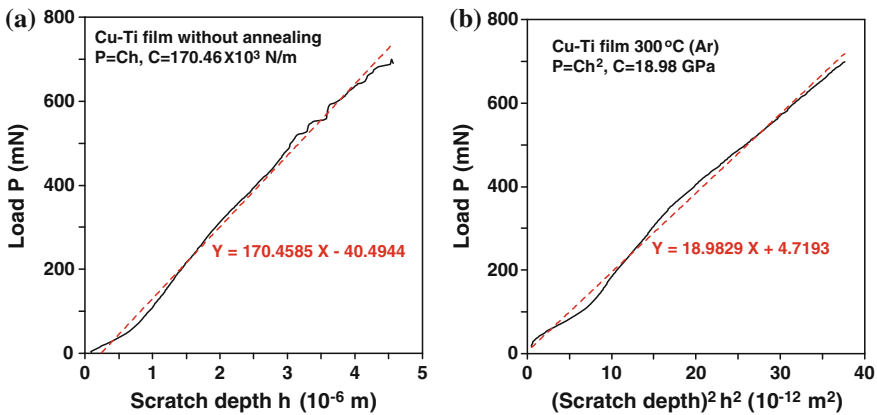 (a)
Cu-Ti film without annealing
P=Ch, C=170.46X10³ N/m
Y = 170.4585 X - 40.4944
Load P (mN)
800
600
400
200
0
0 1 2 3 4 5
Scratch depth h (10⁻⁶ m)
(b)
Cu-Ti film 300°C (Ar)
P=Ch², C=18.98 GPa
Y = 18.9829 X + 4.7193
Load P (mN)
800
600
400
200
0
0 10 20 30 40
(Scratch depth)² h² (10⁻¹² m²)